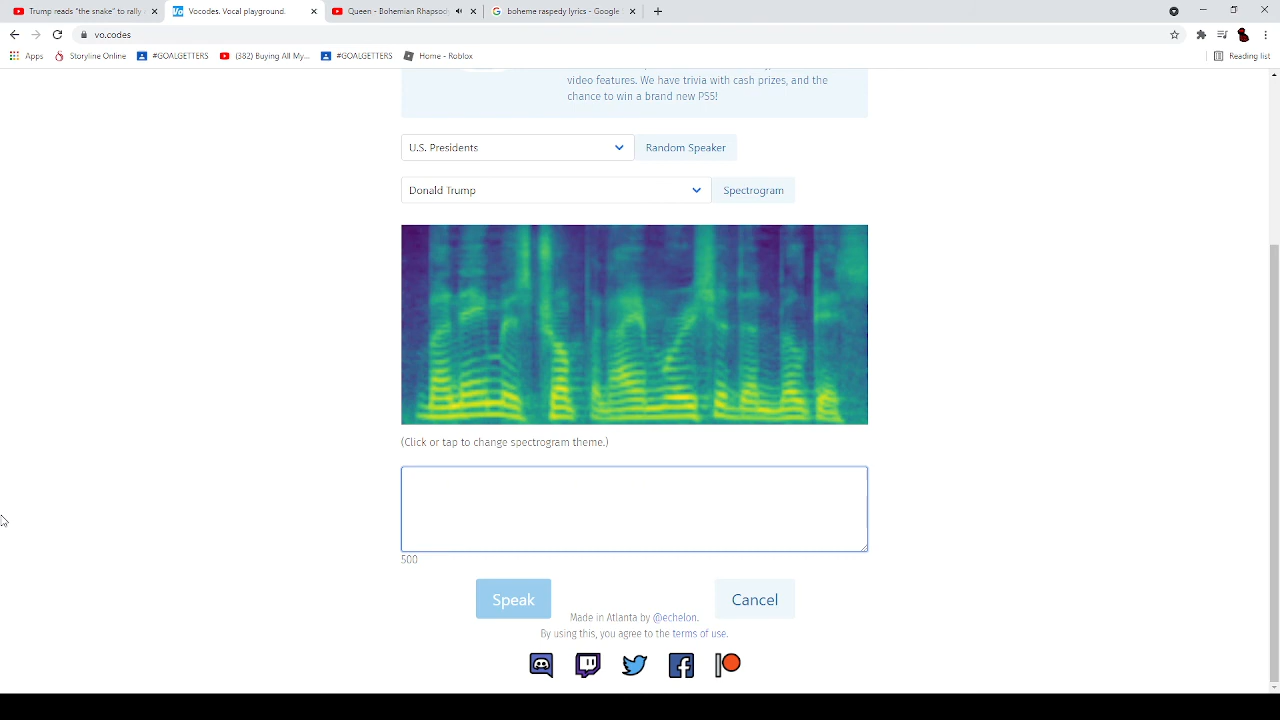 Trump reads "the snake" to rally
Vocodes. Vocal playground.
Queen - Bohemian Rhapsod
boheme raspedy lyrics - Google
vo.codes
Apps
Storyline Online
#GOALGETTERS
(382) Buying All My...
#GOALGETTERS
Home - Roblox
Reading list
video features. We have trivia with cash prizes, and the
chance to win a brand new PS5!
U.S. Presidents
Random Speaker
Donald Trump
Spectrogram
(Click or tap to change spectrogram theme.)
500
Speak
Cancel
Made in Atlanta by @echelon.
By using this, you agree to the terms of use.